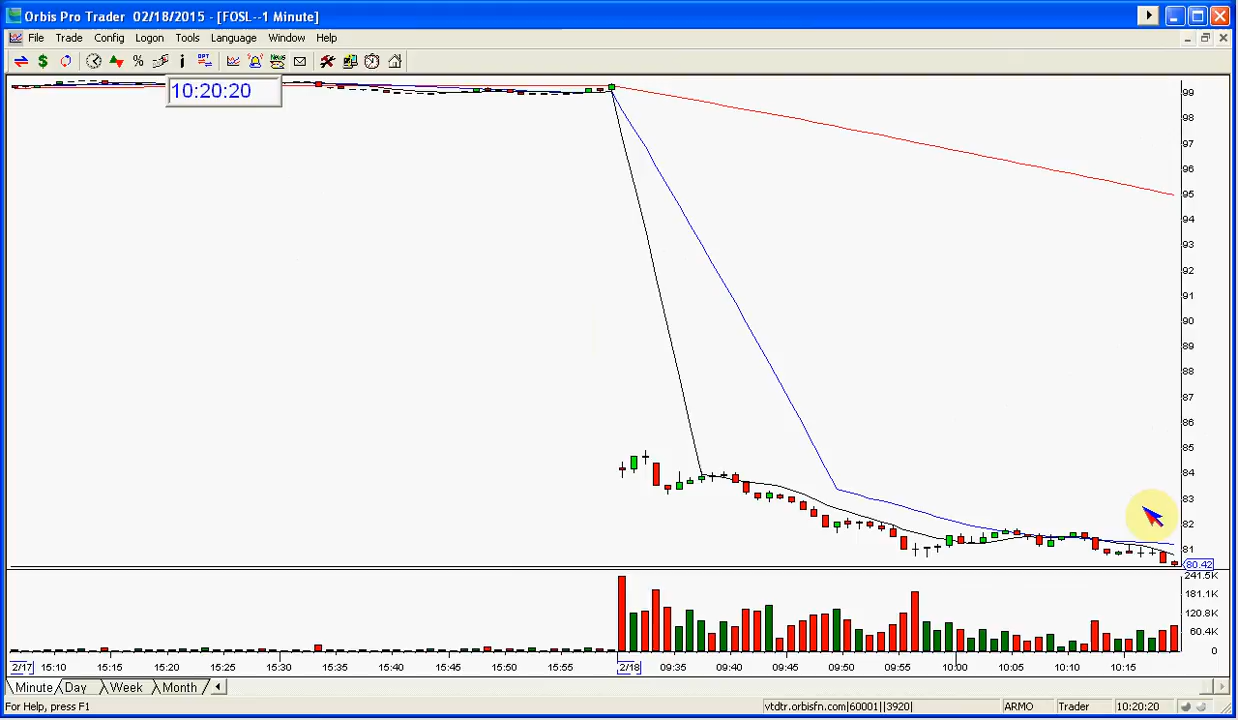 Orbis Pro Trader 02/18/2015 - [FOSL--1 Minute]
File Trade Config Logon Tools Language Window Help
$ % i OPT News
10:20:20
99
98
97
96
95
94
93
92
91
90
89
88
87
86
85
84
83
82
81
80.42
241.5K
181.1K
120.8K
60.4K
0
2/17 15:10 15:15 15:20 15:25 15:30 15:35 15:40 15:45 15:50 15:55 2/18 09:35 09:40 09:45 09:50 09:55 10:00 10:05 10:10 10:15
Minute Day Week Month
For Help, press F1 vtdtr.orbisfn.com|60001||3920| ARMO Trader 10:20:20